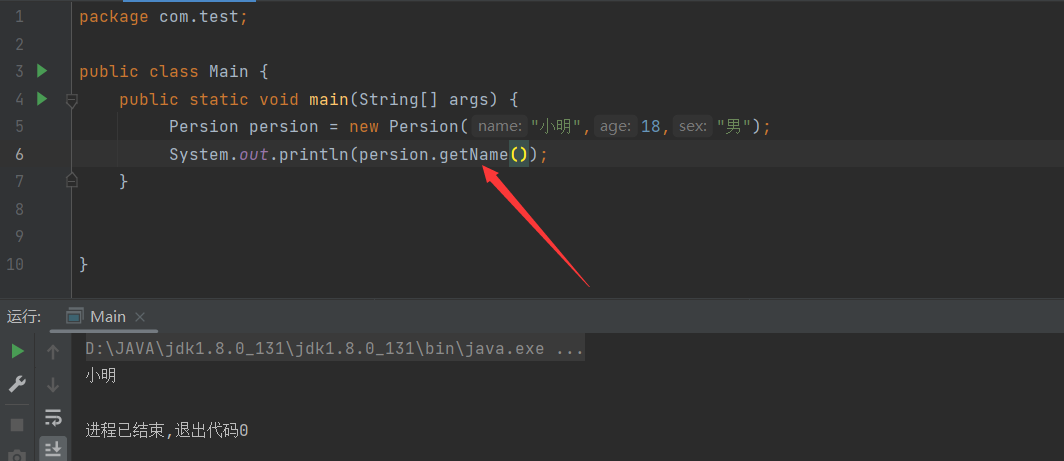 1 package com.test;
2
3 public class Main {
4 public static void main(String[] args) {
5 Persion persion = new Persion( name: "小明", age: 18, sex: "男");
6 System.out.println(persion.getName());
7 }
8
9
10 }
运行: Main ×
D:\JAVA\jdk1.8.0_131\jdk1.8.0_131\bin\java.exe ...
小明
进程已结束,退出代码0